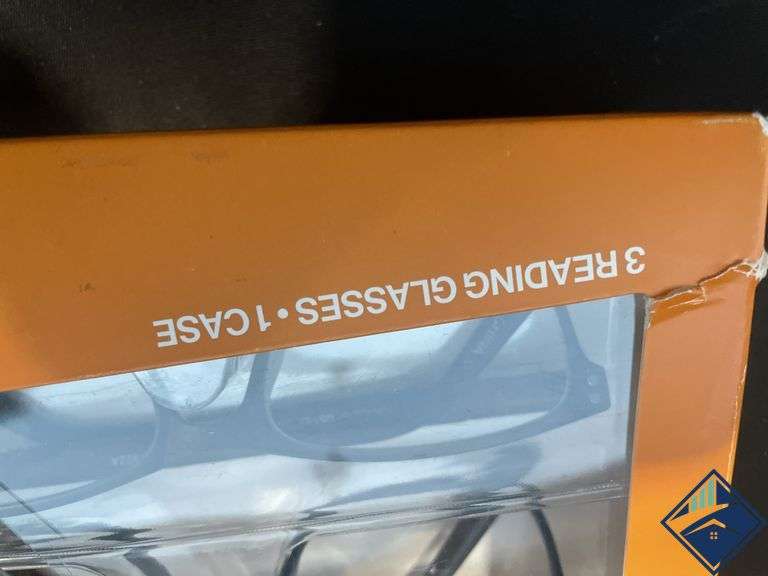 3 READING GLASSES • 1 CASE